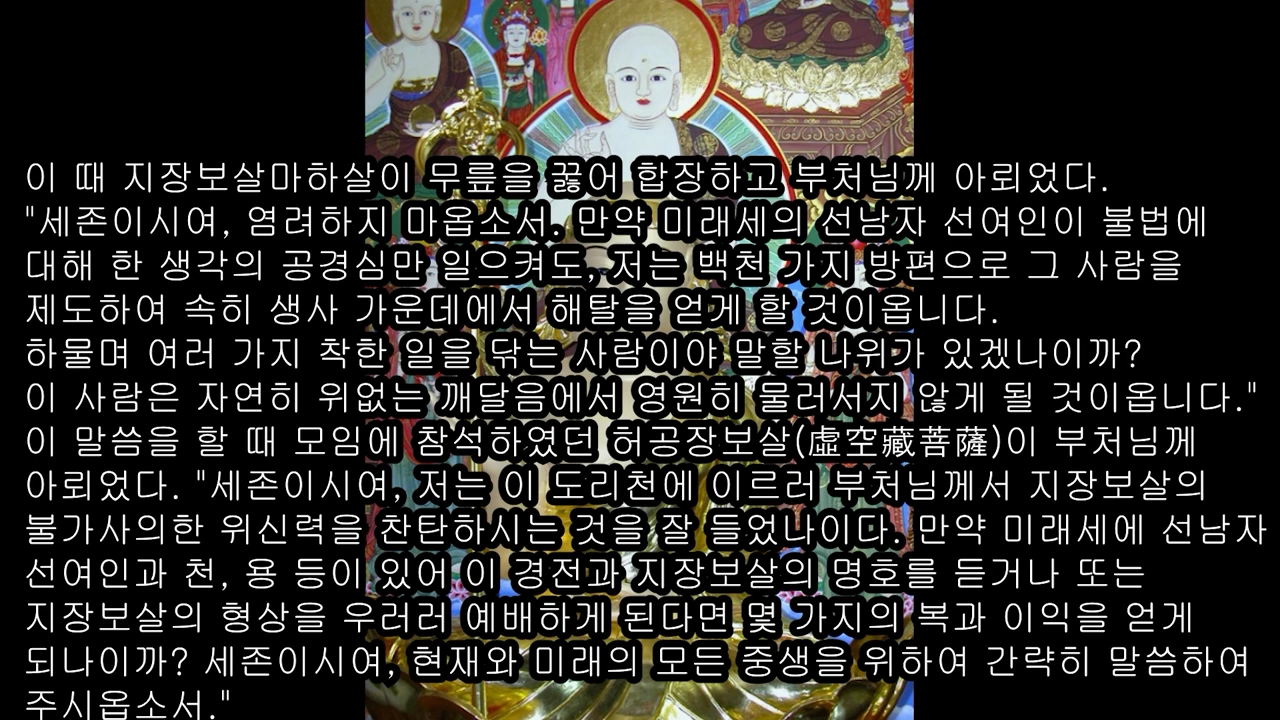 이 때 지장보살마하살이 무릎을 꿇어 합장하고 부처님께 아뢰었다.
"세존이시여, 염려하지 마옵소서. 만약 미래세의 선남자 선여인이 불법에
대해 한 생각의 공경심만 일으켜도, 저는 백천 가지 방편으로 그 사람을
제도하여 속히 생사 가운데에서 해탈을 얻게 할 것이옵니다.
하물며 여러 가지 착한 일을 닦는 사람이야 말할 나위가 있겠나이까?
이 사람은 자연히 위없는 깨달음에서 영원히 물러서지 않게 될 것이옵니다."
이 말씀을 할 때 모임에 참석하였던 허공장보살(虛空藏菩薩)이 부처님께
아뢰었다. "세존이시여, 저는 이 도리천에 이르러 부처님께서 지장보살의
불가사의한 위신력을 찬탄하시는 것을 잘 들었나이다. 만약 미래세에 선남자
선여인과 천, 용 등이 있어 이 경전과 지장보살의 명호를 듣거나 또는
지장보살의 형상을 우러러 예배하게 된다면 몇 가지의 복과 이익을 얻게
되나이까? 세존이시여, 현재와 미래의 모든 중생을 위하여 간략히 말씀하여
주시옵소서."